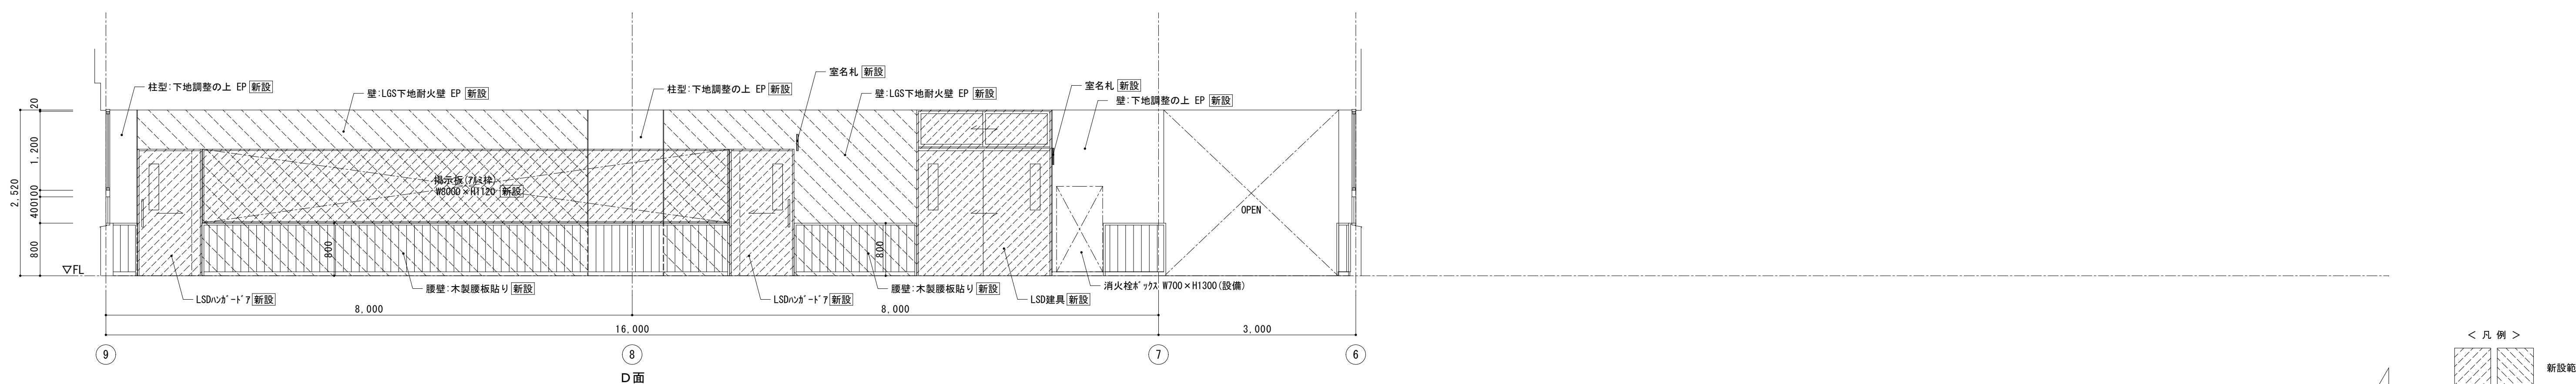 柱型:下地調整の上 EP 新設
壁:LGS下地耐火壁 EP 新設
柱型:下地調整の上 EP 新設
室名札 新設
壁:LGS下地耐火壁 EP 新設
室名札 新設
壁:下地調整の上 EP 新設
20
1,200
100
400
800
2,520
掲示板(ｱﾙﾐ枠)
W8000×H1120 新設
OPEN
800
800
▽FL
LSDﾊﾝｶﾞｰﾄﾞｱ 新設
腰壁:木製腰板貼り 新設
LSDﾊﾝｶﾞｰﾄﾞｱ 新設
腰壁:木製腰板貼り 新設
LSD建具 新設
消火栓ﾎﾞｯｸｽ W700×H1300(設備)
8,000
8,000
16,000
3,000
9
8
7
6
D面
＜ 凡 例 ＞
新設範